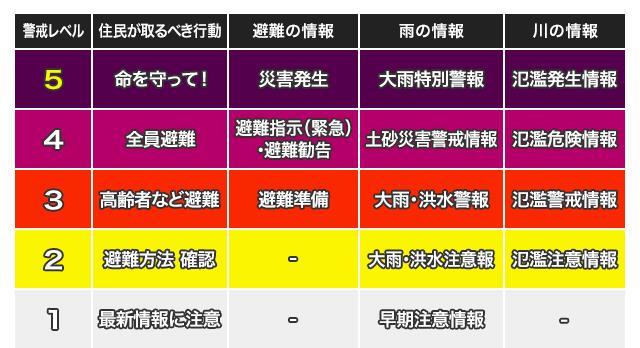 警戒レベル 住民が取るべき行動 避難の情報 雨の情報 川の情報
5 命を守って！ 災害発生 大雨特別警報 氾濫発生情報
4 全員避難 避難指示（緊急）
・避難勧告 土砂災害警戒情報 氾濫危険情報
3 高齢者など避難 避難準備 大雨・洪水警報 氾濫警戒情報
2 避難方法 確認 - 大雨・洪水注意報 氾濫注意情報
1 最新情報に注意 - 早期注意情報 -